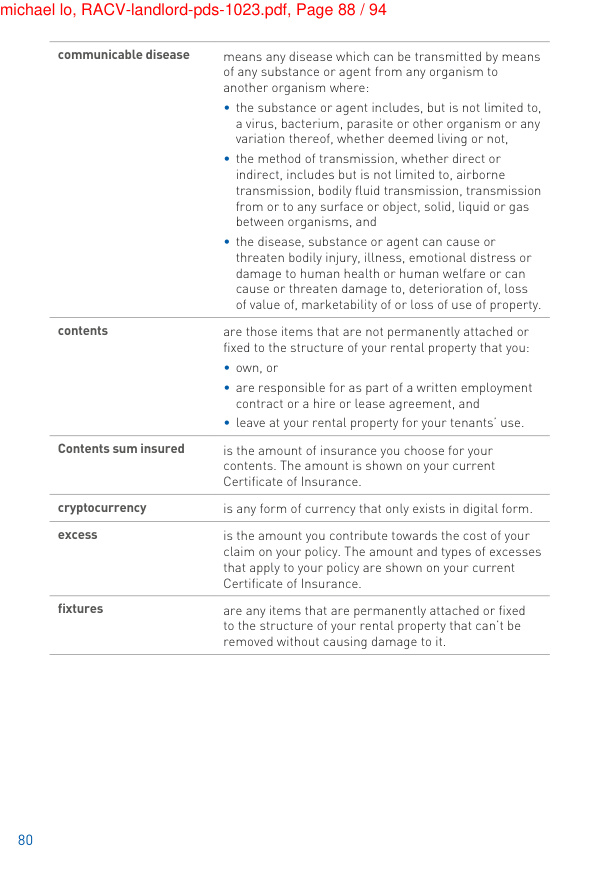 michael lo, RACV-landlord-pds-1023.pdf, Page 88 / 94
communicable disease
means any disease which can be transmitted by means
of any substance or agent from any organism to
another organism where:
• the substance or agent includes, but is not limited to,
a virus, bacterium, parasite or other organism or any
variation thereof, whether deemed living or not,
• the method of transmission, whether direct or
indirect, includes but is not limited to, airborne
transmission, bodily fluid transmission, transmission
from or to any surface or object, solid, liquid or gas
between organisms, and
• the disease, substance or agent can cause or
threaten bodily injury, illness, emotional distress or
damage to human health or human welfare or can
cause or threaten damage to, deterioration of, loss
of value of, marketability of or loss of use of property.
contents
are those items that are not permanently attached or
fixed to the structure of your rental property that you:
• own, or
• are responsible for as part of a written employment
contract or a hire or lease agreement, and
• leave at your rental property for your tenants' use.
Contents sum insured
is the amount of insurance you choose for your
contents. The amount is shown on your current
Certificate of Insurance.
cryptocurrency
is any form of currency that only exists in digital form.
excess
is the amount you contribute towards the cost of your
claim on your policy. The amount and types of excesses
that apply to your policy are shown on your current
Certificate of Insurance.
fixtures
are any items that are permanently attached or fixed
to the structure of your rental property that can't be
removed without causing damage to it.
80